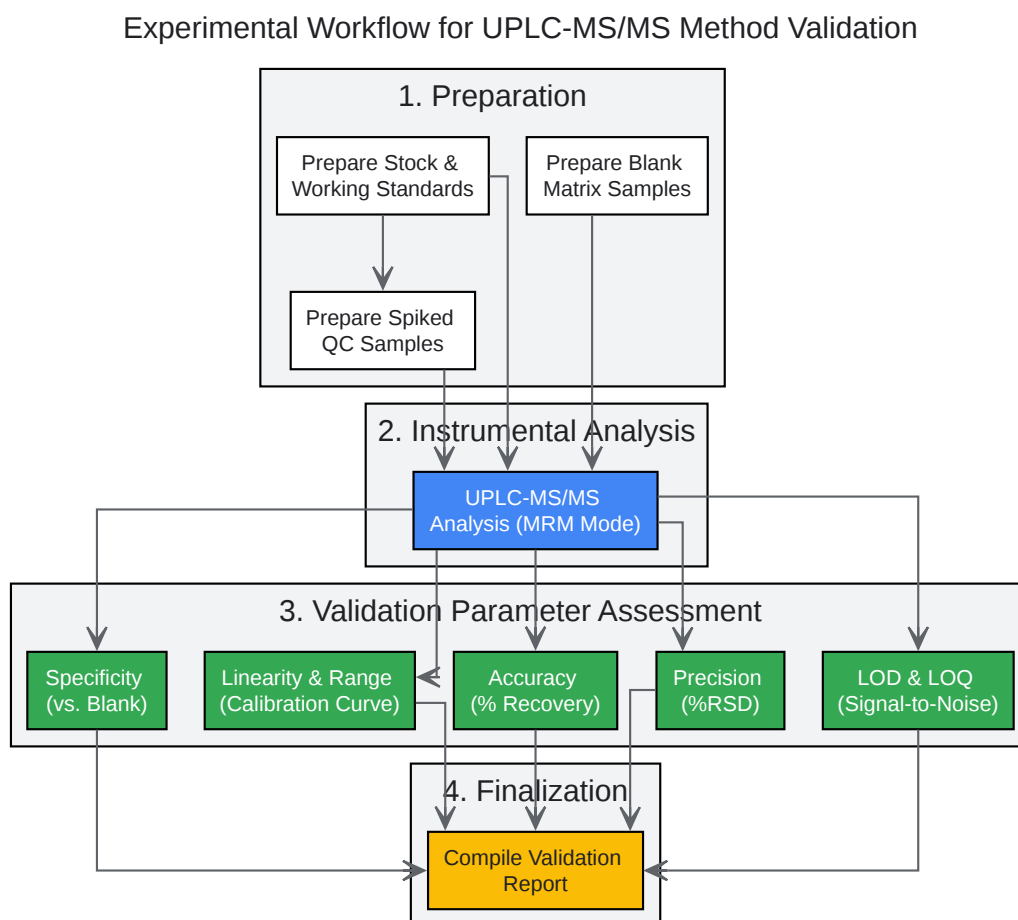 Experimental Workflow for UPLC-MS/MS Method Validation
1. Preparation
Prepare Stock &
Working Standards
Prepare Blank
Matrix Samples
Prepare Spiked
QC Samples
2. Instrumental Analysis
UPLC-MS/MS
Analysis (MRM Mode)
3. Validation Parameter Assessment
Specificity
(vs. Blank)
Linearity & Range
(Calibration Curve)
Accuracy
(% Recovery)
Precision
(%RSD)
LOD & LOQ
(Signal-to-Noise)
4. Finalization
Compile Validation
Report